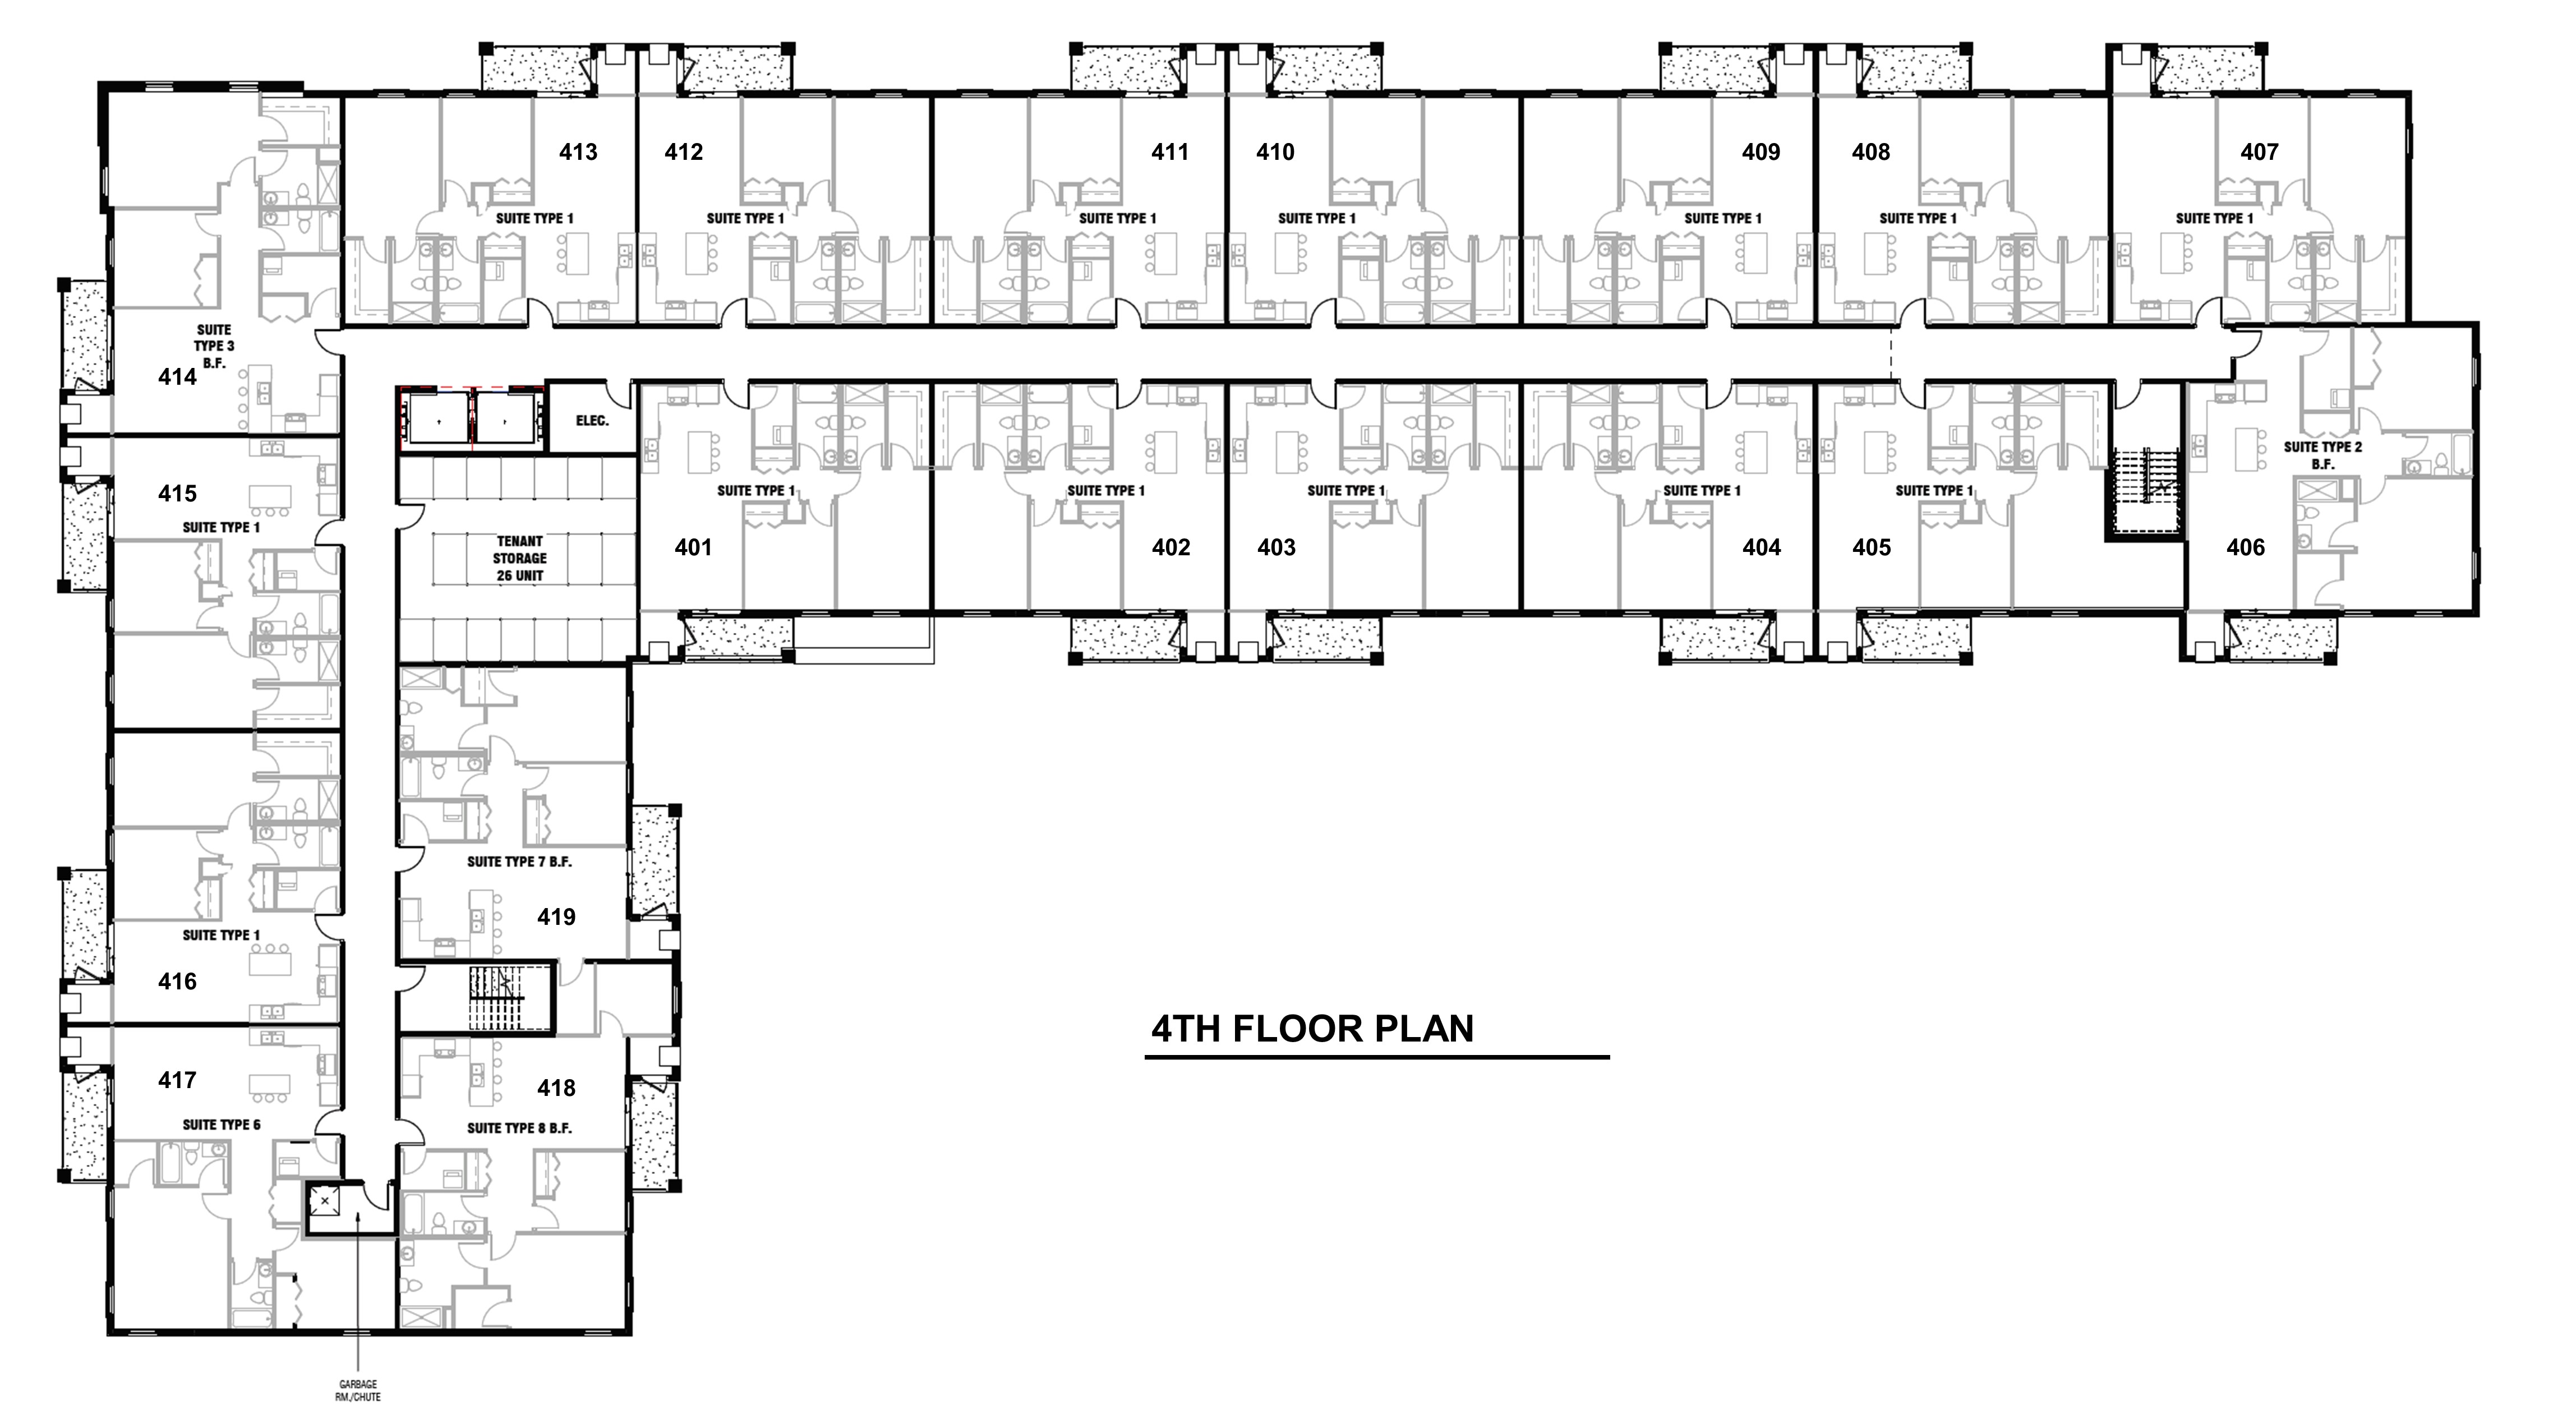 413
412
411
410
409
408
407
SUITE TYPE 1
SUITE TYPE 1
SUITE TYPE 1
SUITE TYPE 1
SUITE TYPE 1
SUITE TYPE 1
SUITE TYPE 1
SUITE
TYPE 3
B.F.
414
ELEC.
SUITE TYPE 2
B.F.
415
SUITE TYPE 1
SUITE TYPE 1
SUITE TYPE 1
SUITE TYPE 1
SUITE TYPE 1
SUITE TYPE 1
TENANT
STORAGE
26 UNIT
401
402
403
404
405
406
SUITE TYPE 7 B.F.
419
SUITE TYPE 1
416
4TH FLOOR PLAN
417
418
SUITE TYPE 6
SUITE TYPE 8 B.F.
GARBAGE
RM./CHUTE